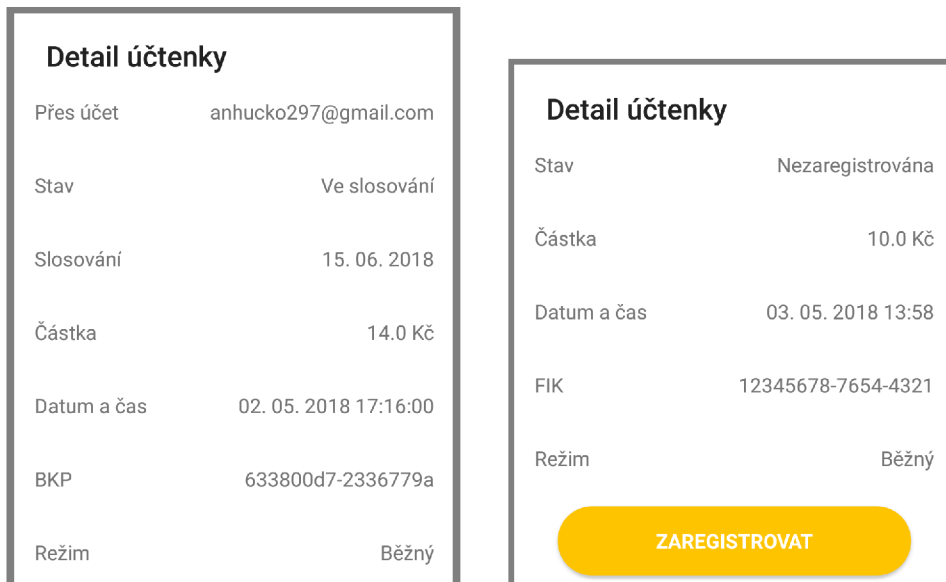 Detail účtenky
Přes účet anhucko297@gmail.com
Stav Ve slosování
Slosování 15. 06. 2018
Částka 14.0 Kč
Datum a čas 02. 05. 2018 17:16:00
BKP 633800d7-2336779a
Režim Běžný
Detail účtenky
Stav Nezaregistrována
Částka 10.0 Kč
Datum a čas 03. 05. 2018 13:58
FIK 12345678-7654-4321
Režim Běžný
ZAREGISTROVAT